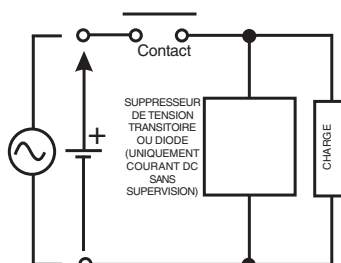 Contact
SUPPRESSEUR
DE TENSION
TRANSITOIRE
OU DIODE
(UNIQUEMENT
COURANT DC
SANS
SUPERVISION)
CHARGE
+